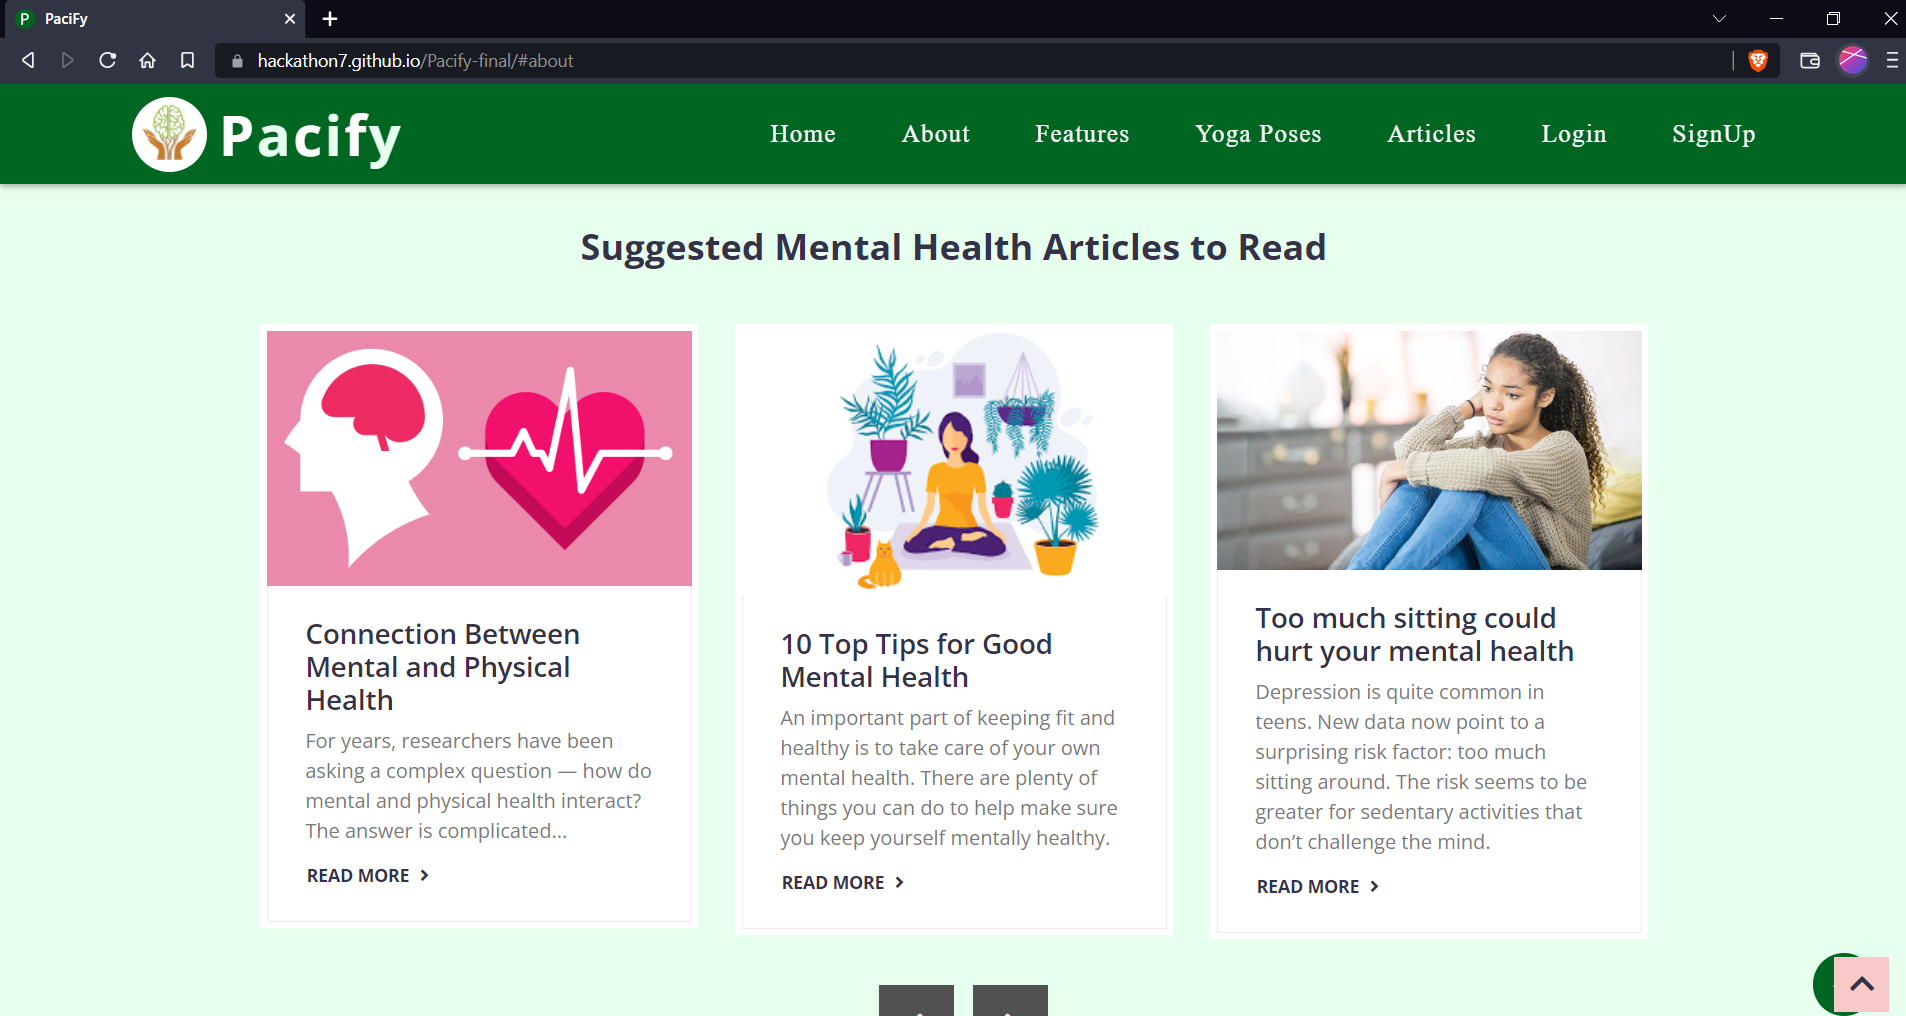 P PaciFy
hackathon7.github.io/Pacify-final/#about
Pacify
Home About Features Yoga Poses Articles Login SignUp
Suggested Mental Health Articles to Read
Connection Between
Mental and Physical
Health
For years, researchers have been
asking a complex question — how do
mental and physical health interact?
The answer is complicated...
READ MORE
10 Top Tips for Good
Mental Health
An important part of keeping fit and
healthy is to take care of your own
mental health. There are plenty of
things you can do to help make sure
you keep yourself mentally healthy.
READ MORE
Too much sitting could
hurt your mental health
Depression is quite common in
teens. New data now point to a
surprising risk factor: too much
sitting around. The risk seems to be
greater for sedentary activities that
don’t challenge the mind.
READ MORE